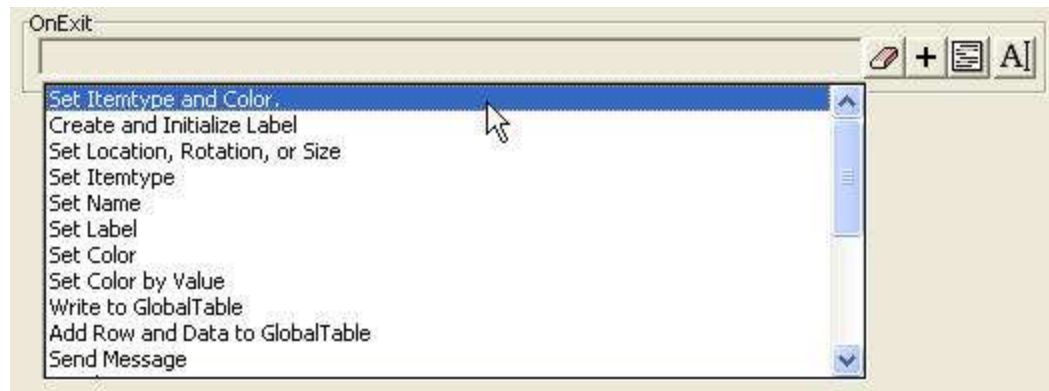 OnExit
A
Set Itemtype and Color.
Create and Initialize Label
Set Location, Rotation, or Size
Set Itemtype
Set Name
Set Label
Set Color
Set Color by Value
Write to GlobalTable
Add Row and Data to GlobalTable
Send Message